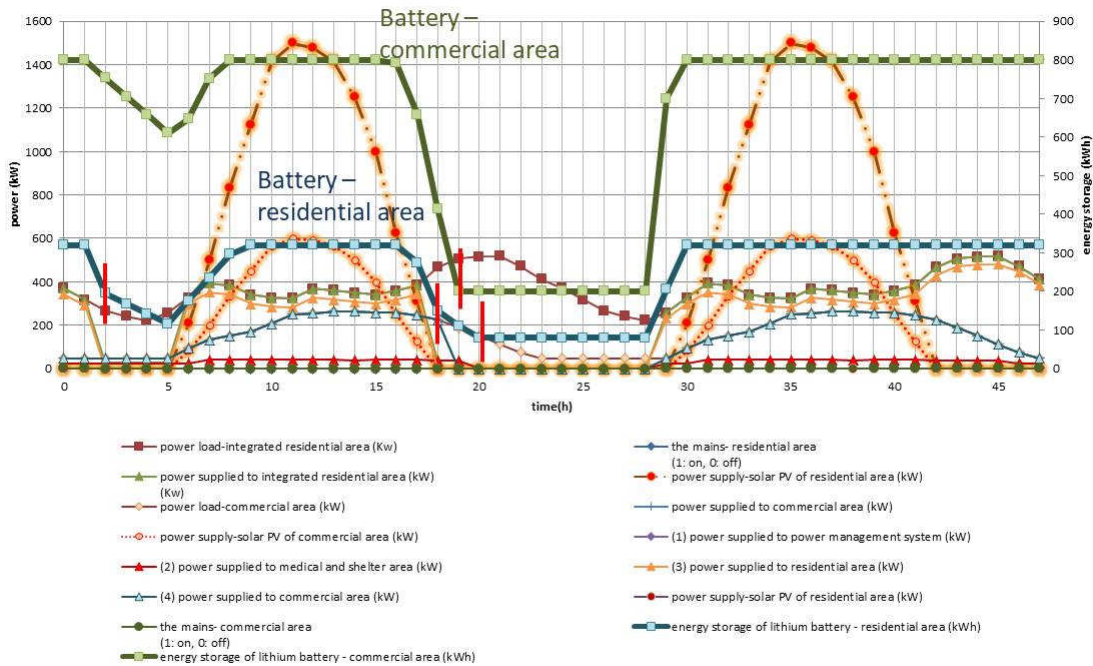 Battery –
commercial area
Battery –
residential area
power (kW)
1600
1400
1200
1000
800
600
400
200
0
energy storage (kWh)
900
800
700
600
500
400
300
200
100
0
0 5 10 15 20 25 30 35 40 45
time(h)
power load-integrated residential area (Kw)
the mains- residential area
(1: on, 0: off)
power supplied to integrated residential area (kW)
(Kw)
power supply-solar PV of residential area (kW)
power load-commercial area (kW)
power supplied to commercial area (kW)
power supply-solar PV of commercial area (kW)
(1) power supplied to power management system (kW)
(2) power supplied to medical and shelter area (kW)
(3) power supplied to residential area (kW)
(4) power supplied to commercial area (kW)
power supply-solar PV of residential area (kW)
the mains- commercial area
(1: on, 0: off)
energy storage of lithium battery - residential area (kWh)
energy storage of lithium battery - commercial area (kWh)